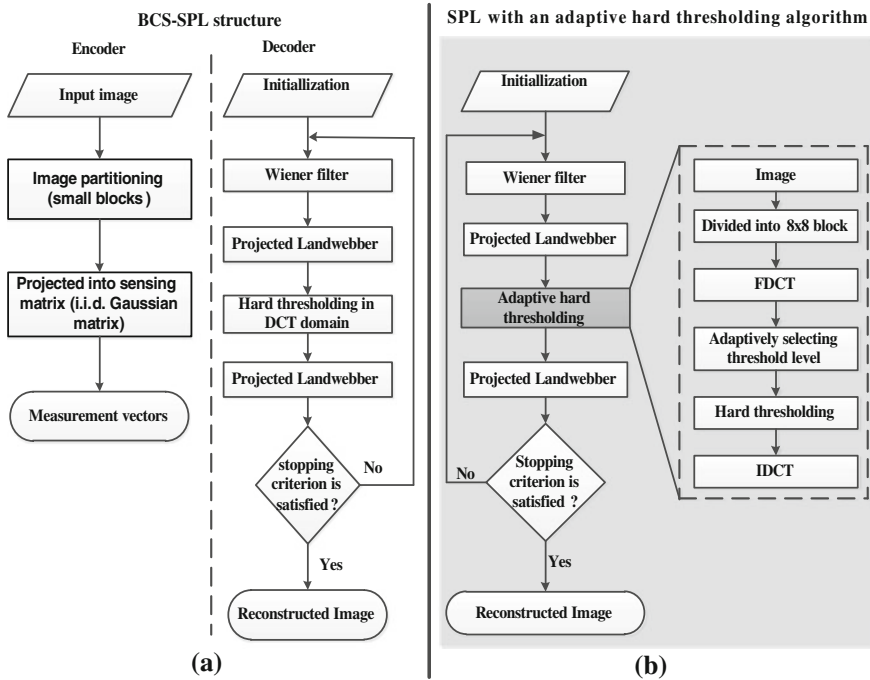 BCS-SPL structure
Encoder
Input image
Image partitioning
(small blocks )
Projected into sensing
matrix (i.i.d. Gaussian
matrix)
Measurement vectors
Decoder
Initiallization
Wiener filter
Projected Landwebber
Hard thresholding in
DCT domain
Projected Landwebber
stopping
criterion is
satisfied ?
No
Yes
Reconstructed Image
(a)
SPL with an adaptive hard thresholding algorithm
Initiallization
Wiener filter
Projected Landwebber
Adaptive hard
thresholding
Projected Landwebber
No
Stopping
criterion is
satisfied ?
Yes
Reconstructed Image
Image
Divided into 8x8 block
FDCT
Adaptively selecting
threshold level
Hard thresholding
IDCT
(b)